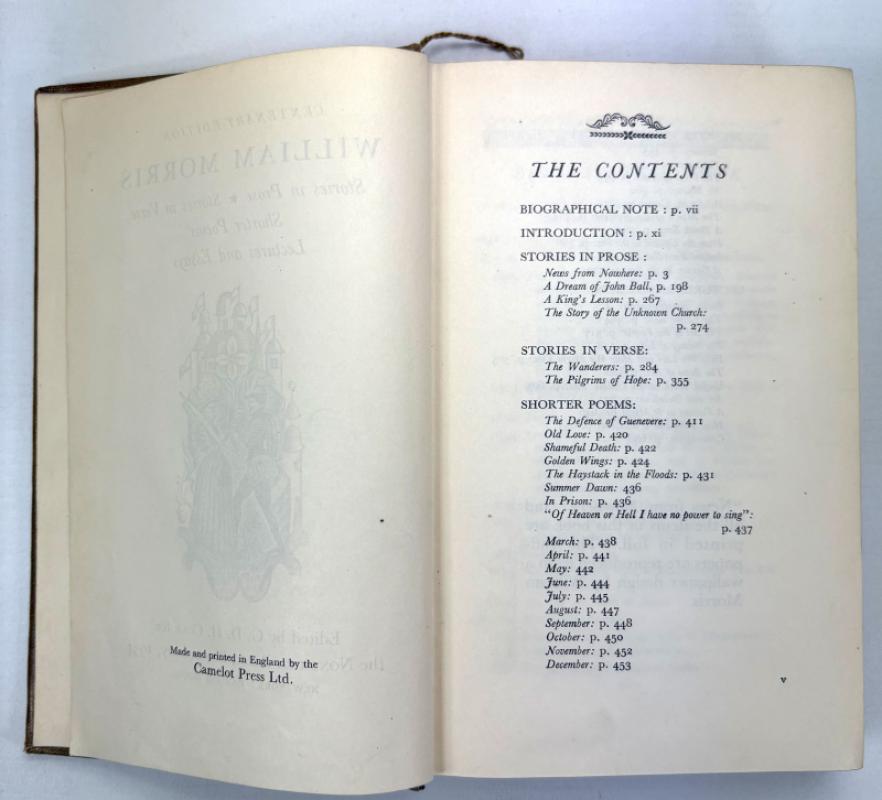 Made and printed in England by the
Camelot Press Ltd.
THE CONTENTS
BIOGRAPHICAL NOTE : p. vii
INTRODUCTION : p. xi
STORIES IN PROSE :
News from Nowhere: p. 3
A Dream of John Ball, p. 198
A King's Lesson: p. 267
The Story of the Unknown Church:
p. 274
STORIES IN VERSE:
The Wanderers: p. 284
The Pilgrims of Hope: p. 355
SHORTER POEMS:
The Defence of Guenevere: p. 411
Old Love: p. 420
Shameful Death: p. 422
Golden Wings: p. 424
The Haystack in the Floods: p. 431
Summer Dawn: 436
In Prison: p. 436
"Of Heaven or Hell I have no power to sing":
p. 437
March: p. 438
April: p. 441
May: 442
June: p. 444
July: p. 445
August: p. 447
September: p. 448
October: p. 450
November: p. 452
December: p. 453
v